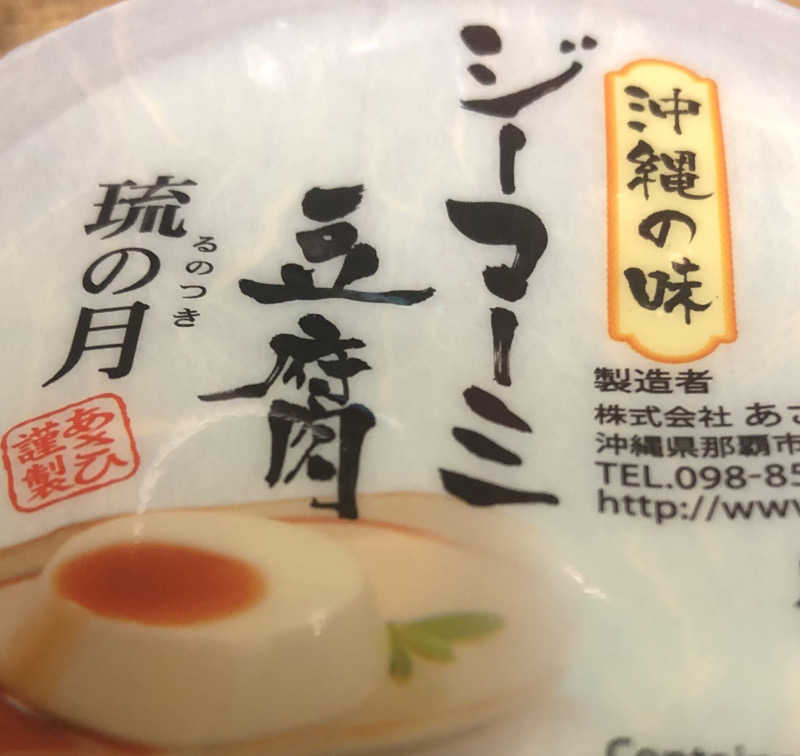 沖縄の味
ジーマーミ
豆腐
琉の月
るのつき
あさひ
謹製
製造者
株式会社 あさ
沖縄県那覇市
TEL.098-85
http://www